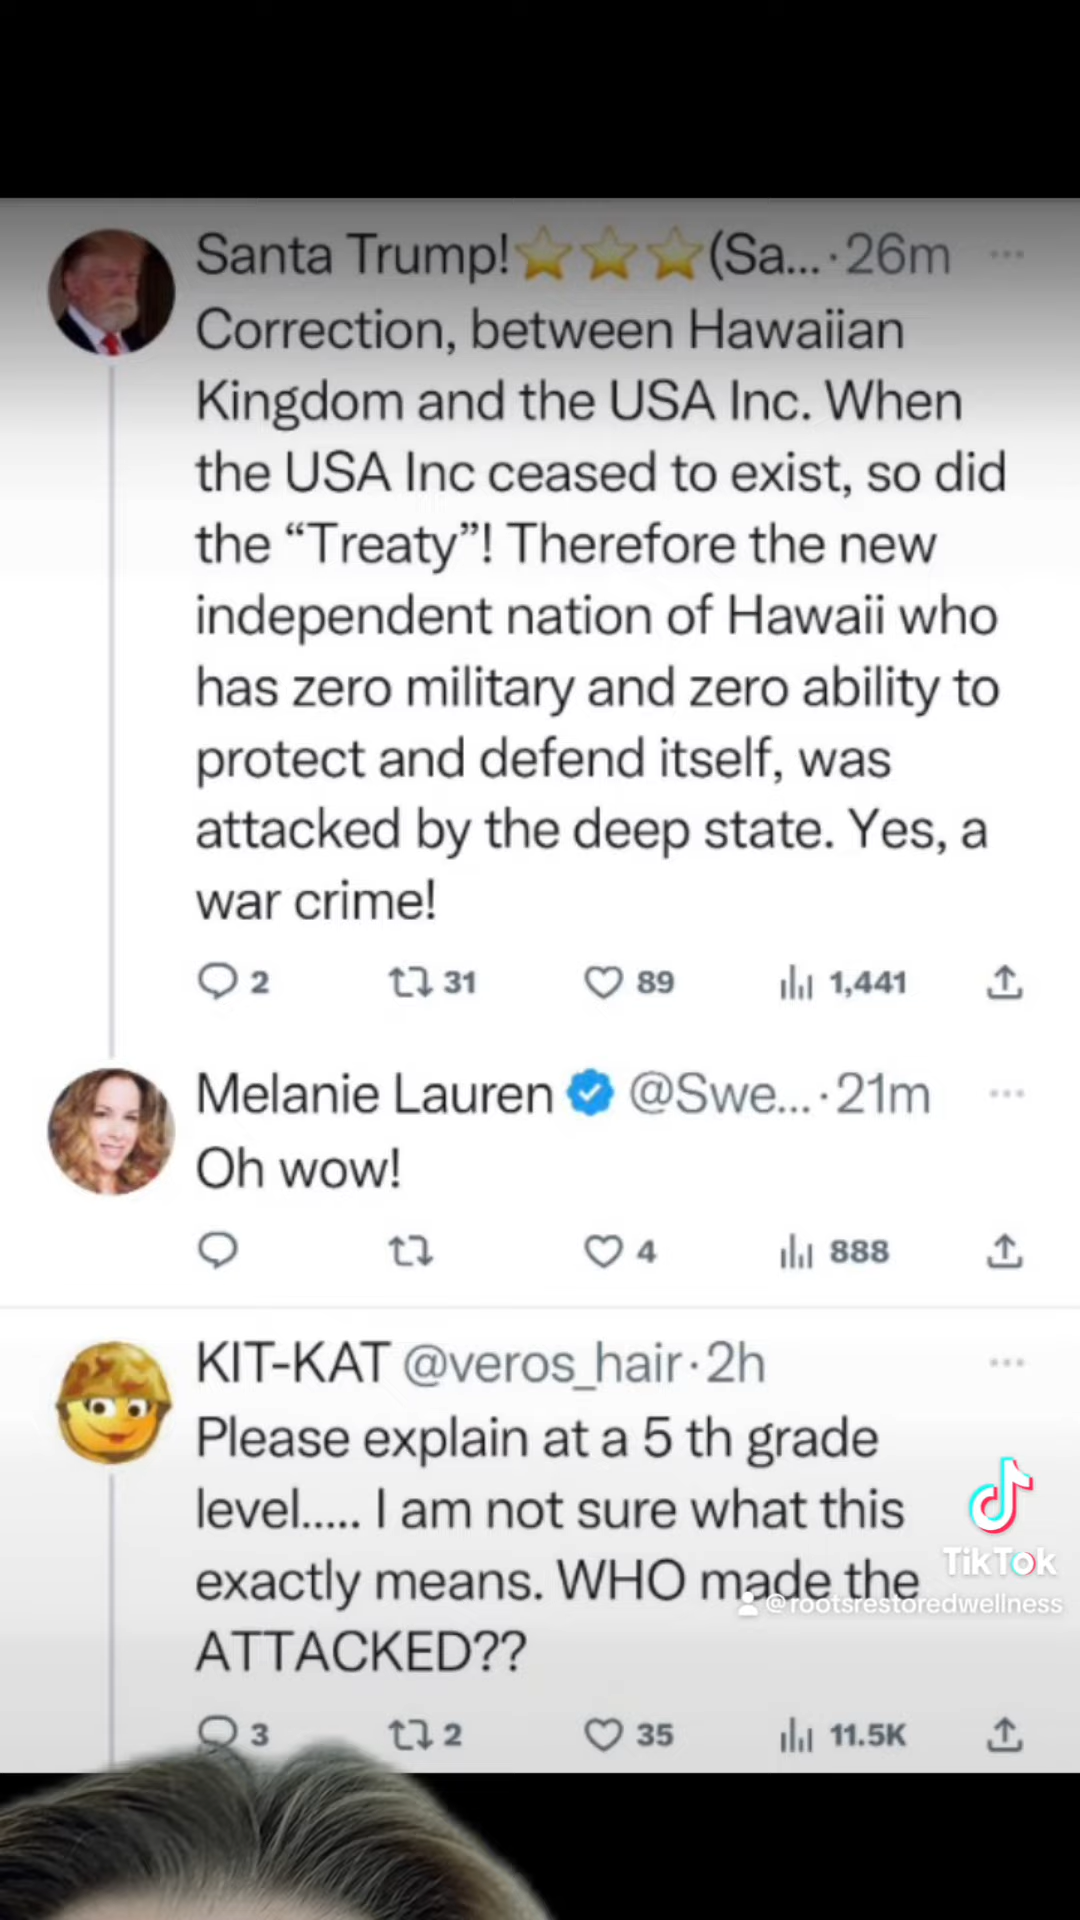 Santa Trump!⭐⭐⭐(Sa... · 26m
Correction, between Hawaiian
Kingdom and the USA Inc. When
the USA Inc ceased to exist, so did
the “Treaty”! Therefore the new
independent nation of Hawaii who
has zero military and zero ability to
protect and defend itself, was
attacked by the deep state. Yes, a
war crime!
2 31 89 1,441
Melanie Lauren @Swe... · 21m
Oh wow!
4 888
KIT-KAT @veros_hair · 2h
Please explain at a 5 th grade
level..... I am not sure what this
exactly means. WHO made the
ATTACKED??
3 2 35 11.5K
TikTok
@rootsrestoredwellness